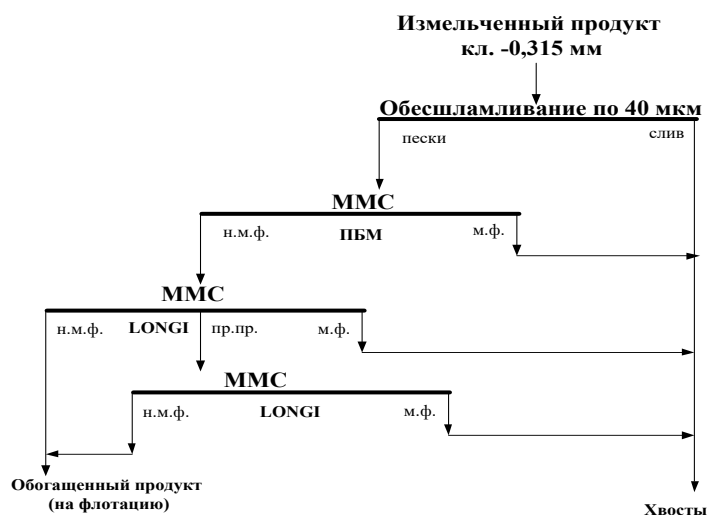 Измельченный продукт
кл. -0,315 мм
Обесшламливание по 40 мкм
пески
слив
ММС
н.м.ф. ПБМ м.ф.
ММС
н.м.ф. LONGI пр.пр. м.ф.
ММС
н.м.ф. LONGI м.ф.
Обогащенный продукт
(на флотацию)
Хвосты